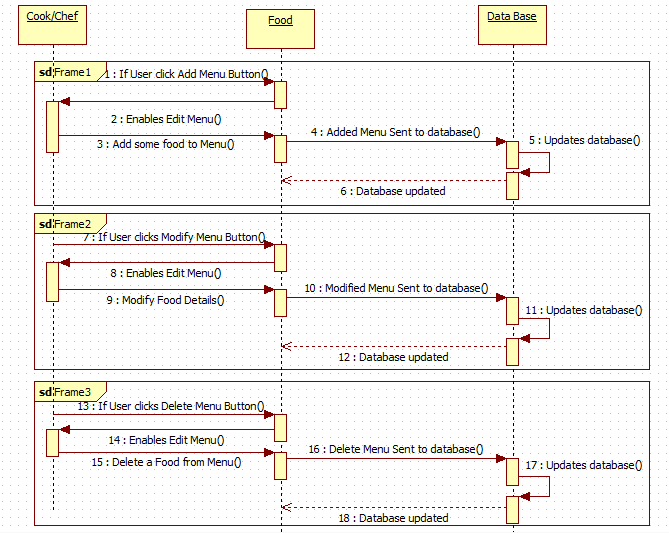 Cook/Chef
Food
Data Base
sd Frame1
1 : If User click Add Menu Button()
2 : Enables Edit Menu()
3 : Add some food to Menu()
4 : Added Menu Sent to database()
5 : Updates database()
6 : Database updated
sd Frame2
7 : If User clicks Modify Menu Button()
8 : Enables Edit Menu()
9 : Modify Food Details()
10 : Modified Menu Sent to database()
11 : Updates database()
12 : Database updated
sd Frame3
13 : If User clicks Delete Menu Button()
14 : Enables Edit Menu()
15 : Delete a Food from Menu()
16 : Delete Menu Sent to database()
17 : Updates database()
18 : Database updated